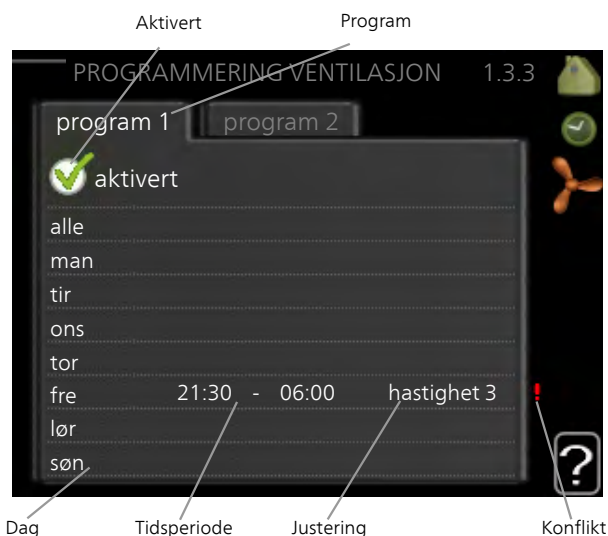 Aktivert Program
PROGRAMMERING VENTILASJON 1.3.3
program 1 program 2
aktivert
alle
man
tir
ons
tor
fre 21:30 - 06:00 hastighet 3 !
lør
søn
?
Dag Tidsperiode Justering Konflikt